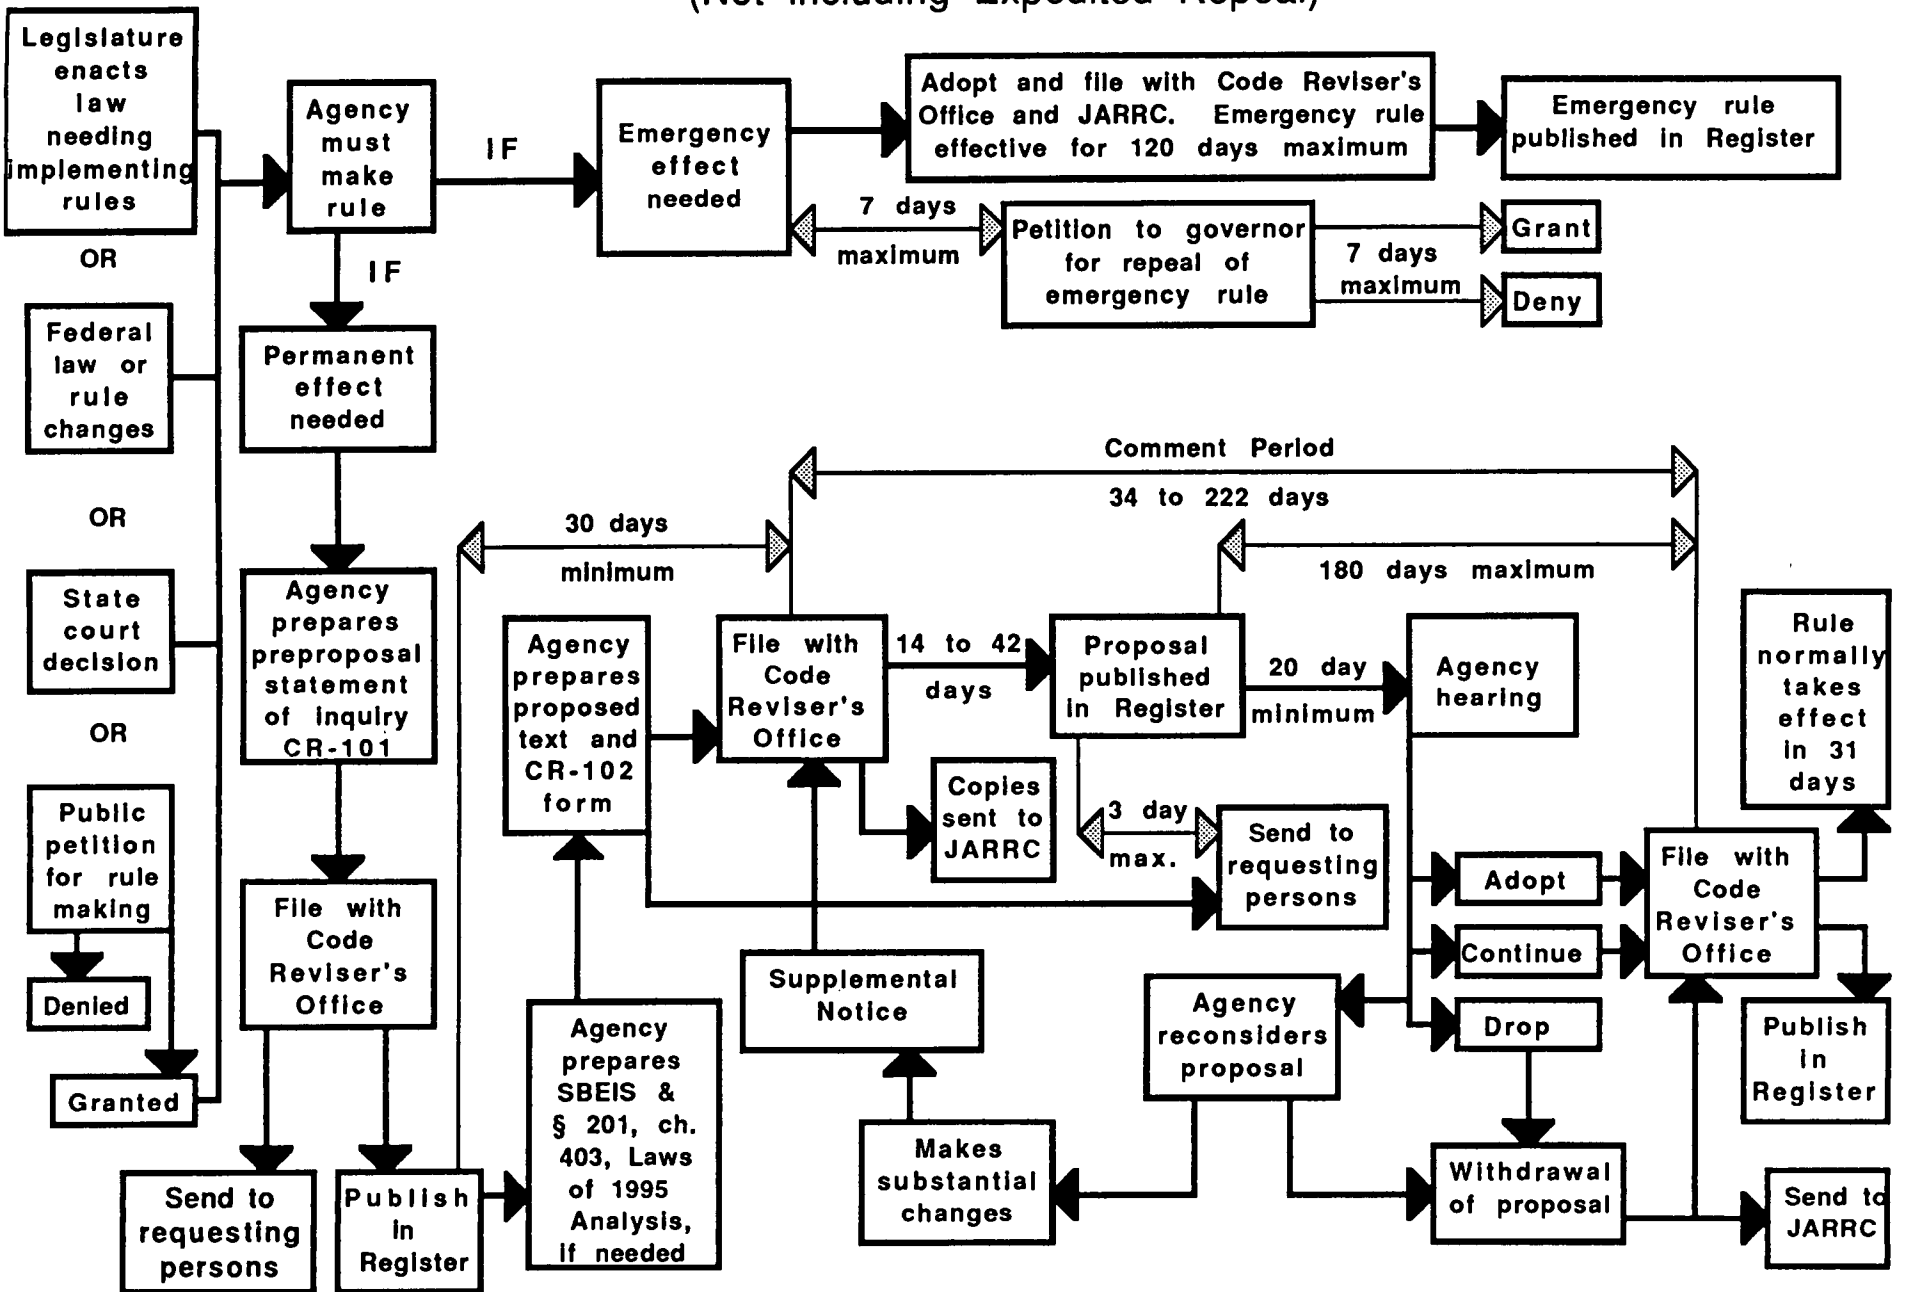 (Not Including Expedited Repeal)
Legislature
enacts
law
needing
implementing
rules
OR
Federal
law or
rule
changes
OR
State
court
decision
OR
Public
petition
for rule
making
Denied
Granted
Agency
must
make
rule
IF
IF
Emergency
effect
needed
Adopt and file with Code Reviser's
Office and JARRC. Emergency rule
effective for 120 days maximum
Emergency rule
published in Register
7 days
maximum
Petition to governor
for repeal of
emergency rule
7 days
maximum
Grant
Deny
Permanent
effect
needed
Agency
prepares
preproposal
statement
of inquiry
CR-101
File with
Code
Reviser's
Office
Send to
requesting
persons
Publish
in
Register
30 days
minimum
Agency
prepares
SBEIS &
§ 201, ch.
403, Laws
of 1995
Analysis,
if needed
Agency
prepares
proposed
text and
CR-102
form
File with
Code
Reviser's
Office
Copies
sent to
JARRC
Comment Period
34 to 222 days
14 to 42
days
Proposal
published
in Register
180 days maximum
20 day
minimum
Agency
hearing
3 day
max.
Send to
requesting
persons
Supplemental
Notice
Makes
substantial
changes
Agency
reconsiders
proposal
Adopt
Continue
Drop
Withdrawal
of proposal
File with
Code
Reviser's
Office
Rule
normally
takes
effect
in 31
days
Publish
in
Register
Send to
JARRC